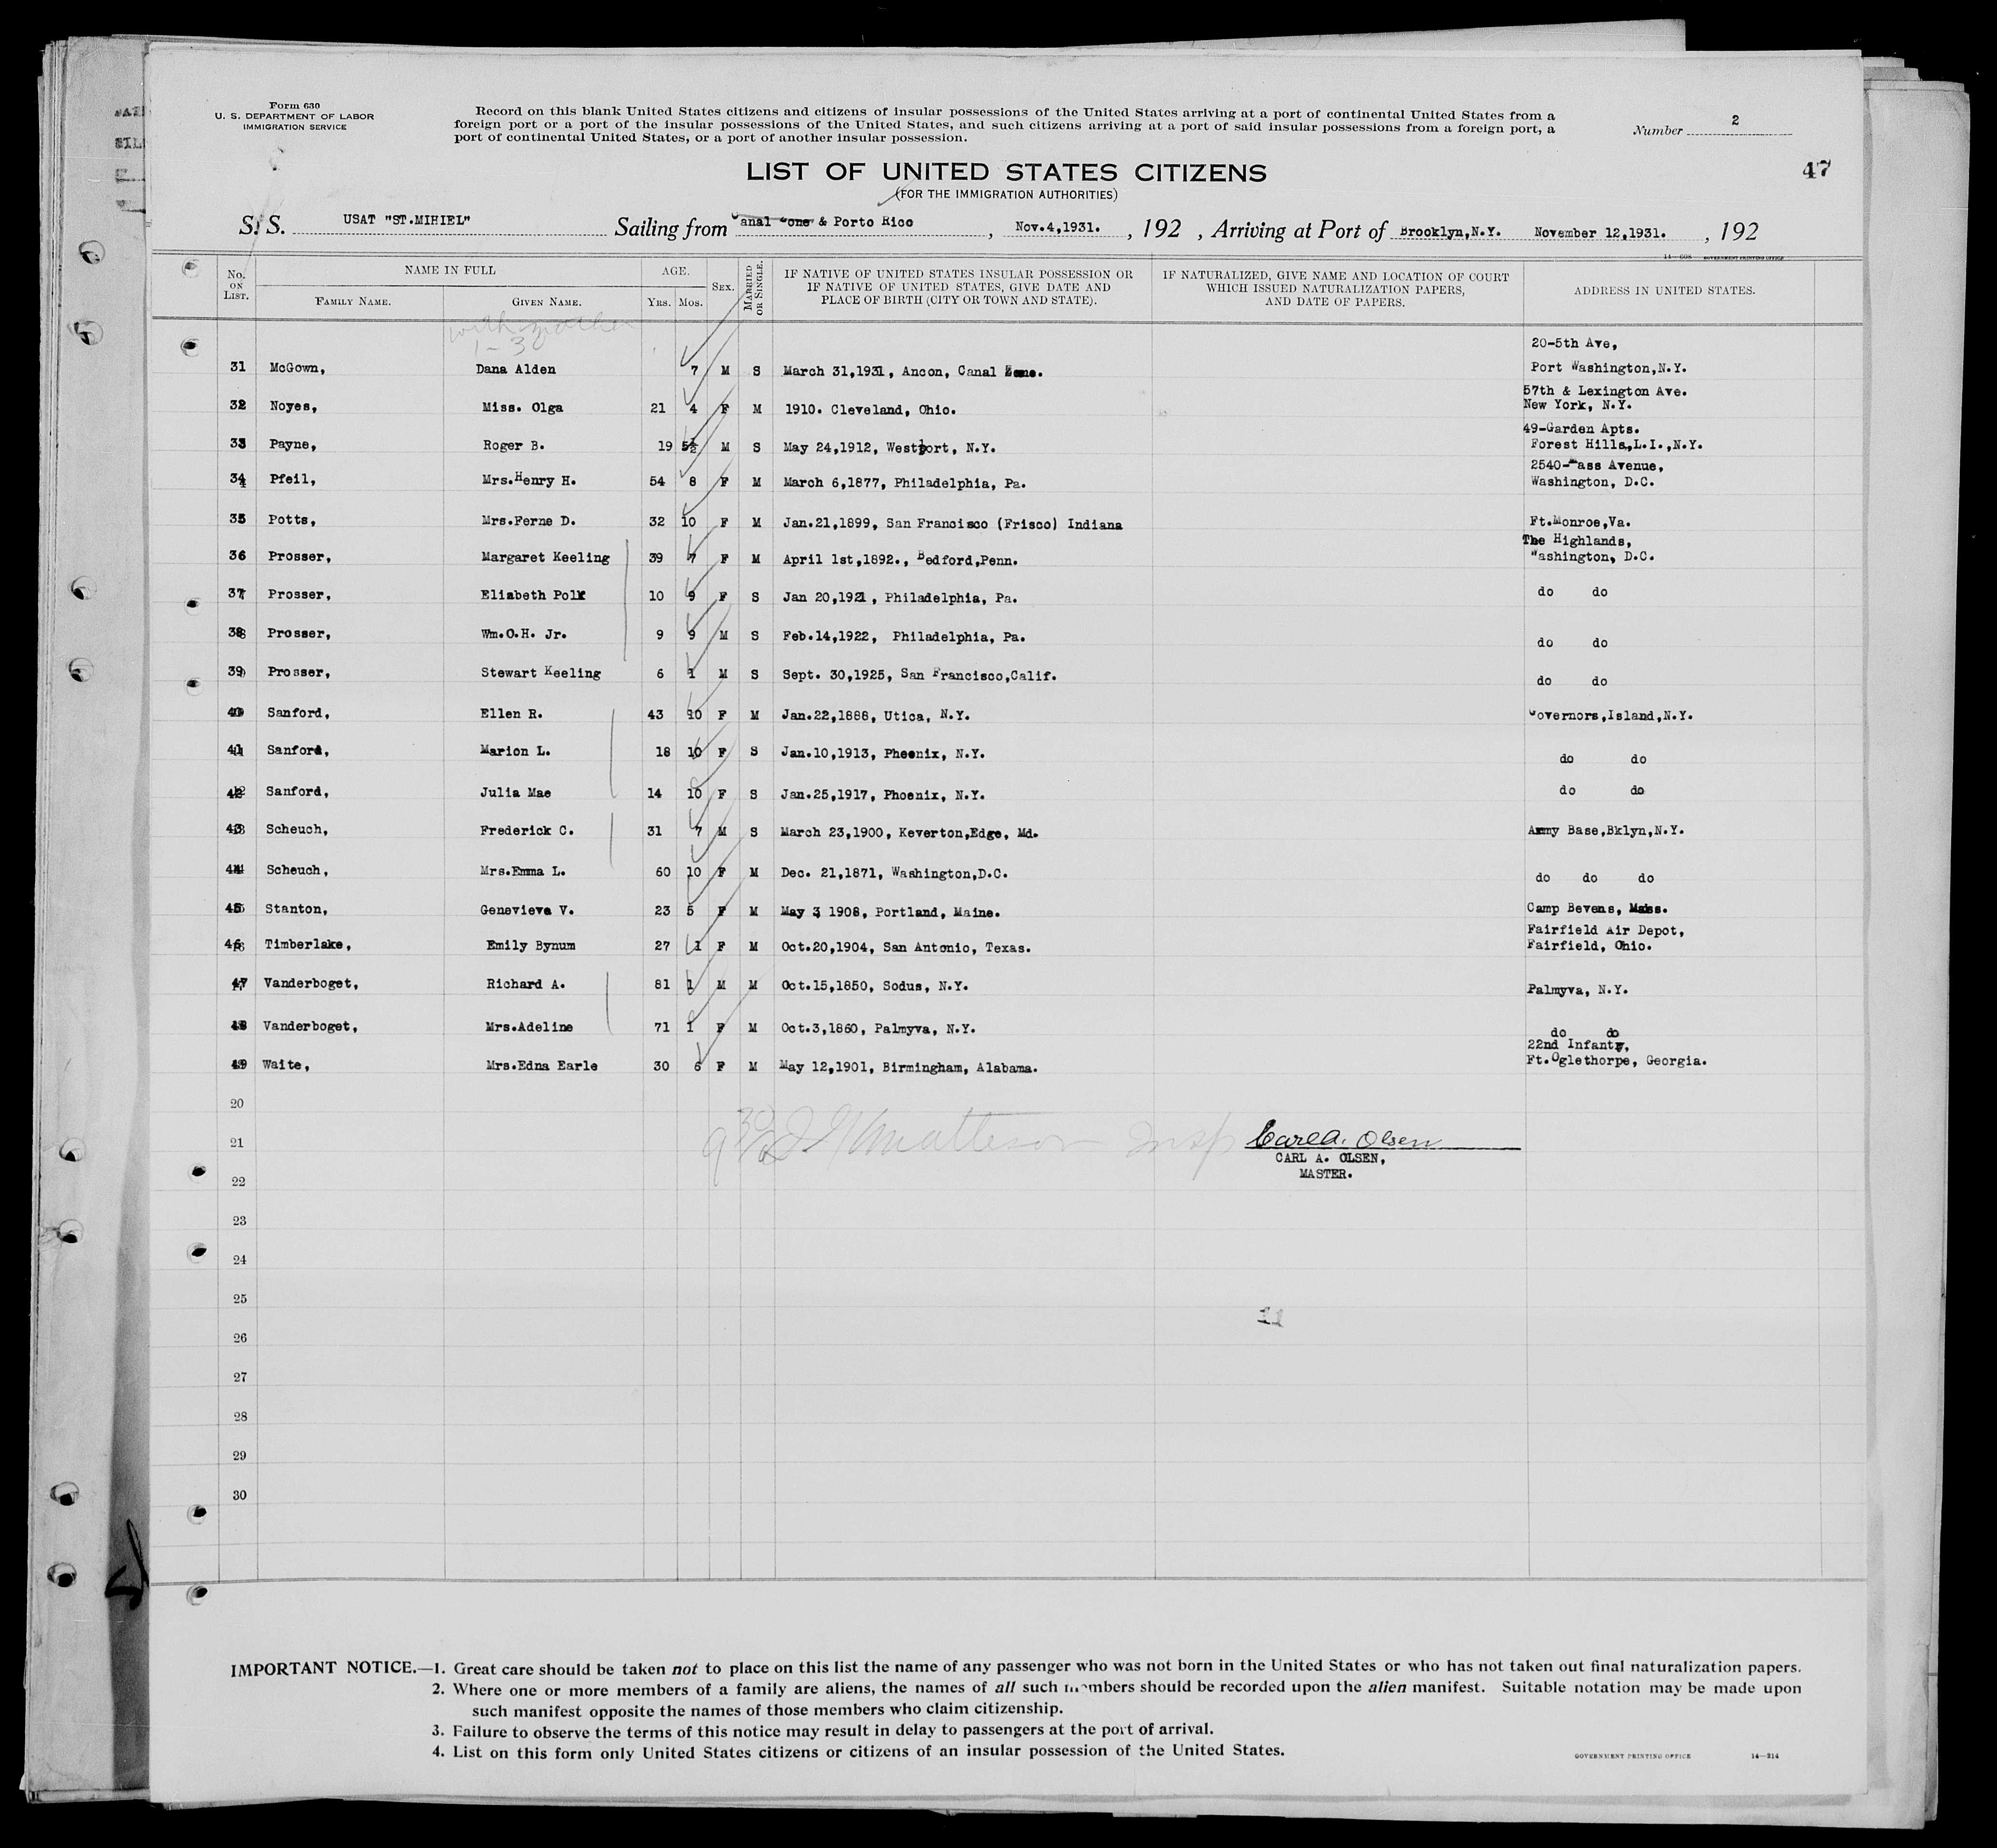 Form 630
U. S. DEPARTMENT OF LABOR
IMMIGRATION SERVICE
Record on this blank United States citizens and citizens of insular possessions of the United States arriving at a port of continental United States from a
foreign port or a port of the insular possessions of the United States, and such citizens arriving at a port of said insular possessions from a foreign port, a
port of continental United States, or a port of another insular possession.
Number 2
47
LIST OF UNITED STATES CITIZENS
(FOR THE IMMIGRATION AUTHORITIES)
S. S. USAT "ST.MIHIEL" Sailing from Canal Zone & Porto Rico, Nov.4,1931. , 192 , Arriving at Port of Brooklyn,N.Y. November 12,1931. , 192
14—608 GOVERNMENT PRINTING OFFICE
No. ON LIST. NAME IN FULL FAMILY NAME. GIVEN NAME. AGE. YRS. MOS. SEX. MARRIED OR SINGLE. IF NATIVE OF UNITED STATES INSULAR POSSESSION OR IF NATIVE OF UNITED STATES, GIVE DATE AND PLACE OF BIRTH (CITY OR TOWN AND STATE). IF NATURALIZED, GIVE NAME AND LOCATION OF COURT WHICH ISSUED NATURALIZATION PAPERS, AND DATE OF PAPERS. ADDRESS IN UNITED STATES.
with mother
1-30
20-5th Ave,
31 McGown, Dana Alden 7 M S March 31,1931, Ancon, Canal Zone. Port Washington,N.Y.
57th & Lexington Ave.
32 Noyes, Miss. Olga 21 4 F M 1910. Cleveland, Ohio. New York, N.Y.
49-Garden Apts.
33 Payne, Roger B. 19 5½ M S May 24,1912, Westport, N.Y. Forest Hills,L.I.,N.Y.
2540-Mass Avenue,
34 Pfeil, Mrs.Henry H. 54 8 F M March 6,1877, Philadelphia, Pa. Washington, D.C.
35 Potts, Mrs.Ferne D. 32 10 F M Jan.21,1899, San Francisco (Frisco) Indiana Ft.Monroe,Va.
The Highlands,
36 Prosser, Margaret Keeling 39 7 F M April 1st,1892., Bedford,Penn. Washington, D.C.
37 Prosser, Eliabeth Polk 10 9 F S Jan 20,1921, Philadelphia, Pa. do do
38 Prosser, Wm.O.H. Jr. 9 9 M S Feb.14,1922, Philadelphia, Pa. do do
39 Prosser, Stewart Keeling 6 1 M S Sept. 30,1925, San Francisco,Calif. do do
40 Sanford, Ellen R. 43 10 F M Jan.22,1888, Utica, N.Y. Governors,Island,N.Y.
41 Sanford, Marion L. 18 10 F S Jan.10,1913, Pheenix, N.Y. do do
42 Sanford, Julia Mae 14 10 F S Jan.25,1917, Phoenix, N.Y. do do
43 Scheuch, Frederick C. 31 7 M S March 23,1900, Keverton,Edge, Md. Army Base,Bklyn,N.Y.
44 Scheuch, Mrs.Emma L. 60 10 F M Dec. 21,1871, Washington,D.C. do do do
45 Stanton, Genevieve V. 23 5 F M May 3 1908, Portland, Maine. Camp Bevens, Mass.
Fairfield Air Depot,
46 Timberlake, Emily Bynum 27 1 F M Oct.20,1904, San Antonio, Texas. Fairfield, Ohio.
47 Vanderboget, Richard A. 81 1 M M Oct.15,1850, Sodus, N.Y. Palmyva, N.Y.
48 Vanderboget, Mrs.Adeline 71 1 F M Oct.3,1860, Palmyva, N.Y. do do
22nd Infanty,
49 Waite, Mrs.Edna Earle 30 6 F M May 12,1901, Birmingham, Alabama. Ft.Oglethorpe, Georgia.
20
21 Matteson Insp Carl A. Olsen
CARL A. OLSEN,
22 MASTER.
23
24
25
11
26
27
28
29
30
IMPORTANT NOTICE.—1. Great care should be taken not to place on this list the name of any passenger who was not born in the United States or who has not taken out final naturalization papers.
2. Where one or more members of a family are aliens, the names of all such members should be recorded upon the alien manifest. Suitable notation may be made upon
such manifest opposite the names of those members who claim citizenship.
3. Failure to observe the terms of this notice may result in delay to passengers at the port of arrival.
4. List on this form only United States citizens or citizens of an insular possession of the United States.
GOVERNMENT PRINTING OFFICE 14—314